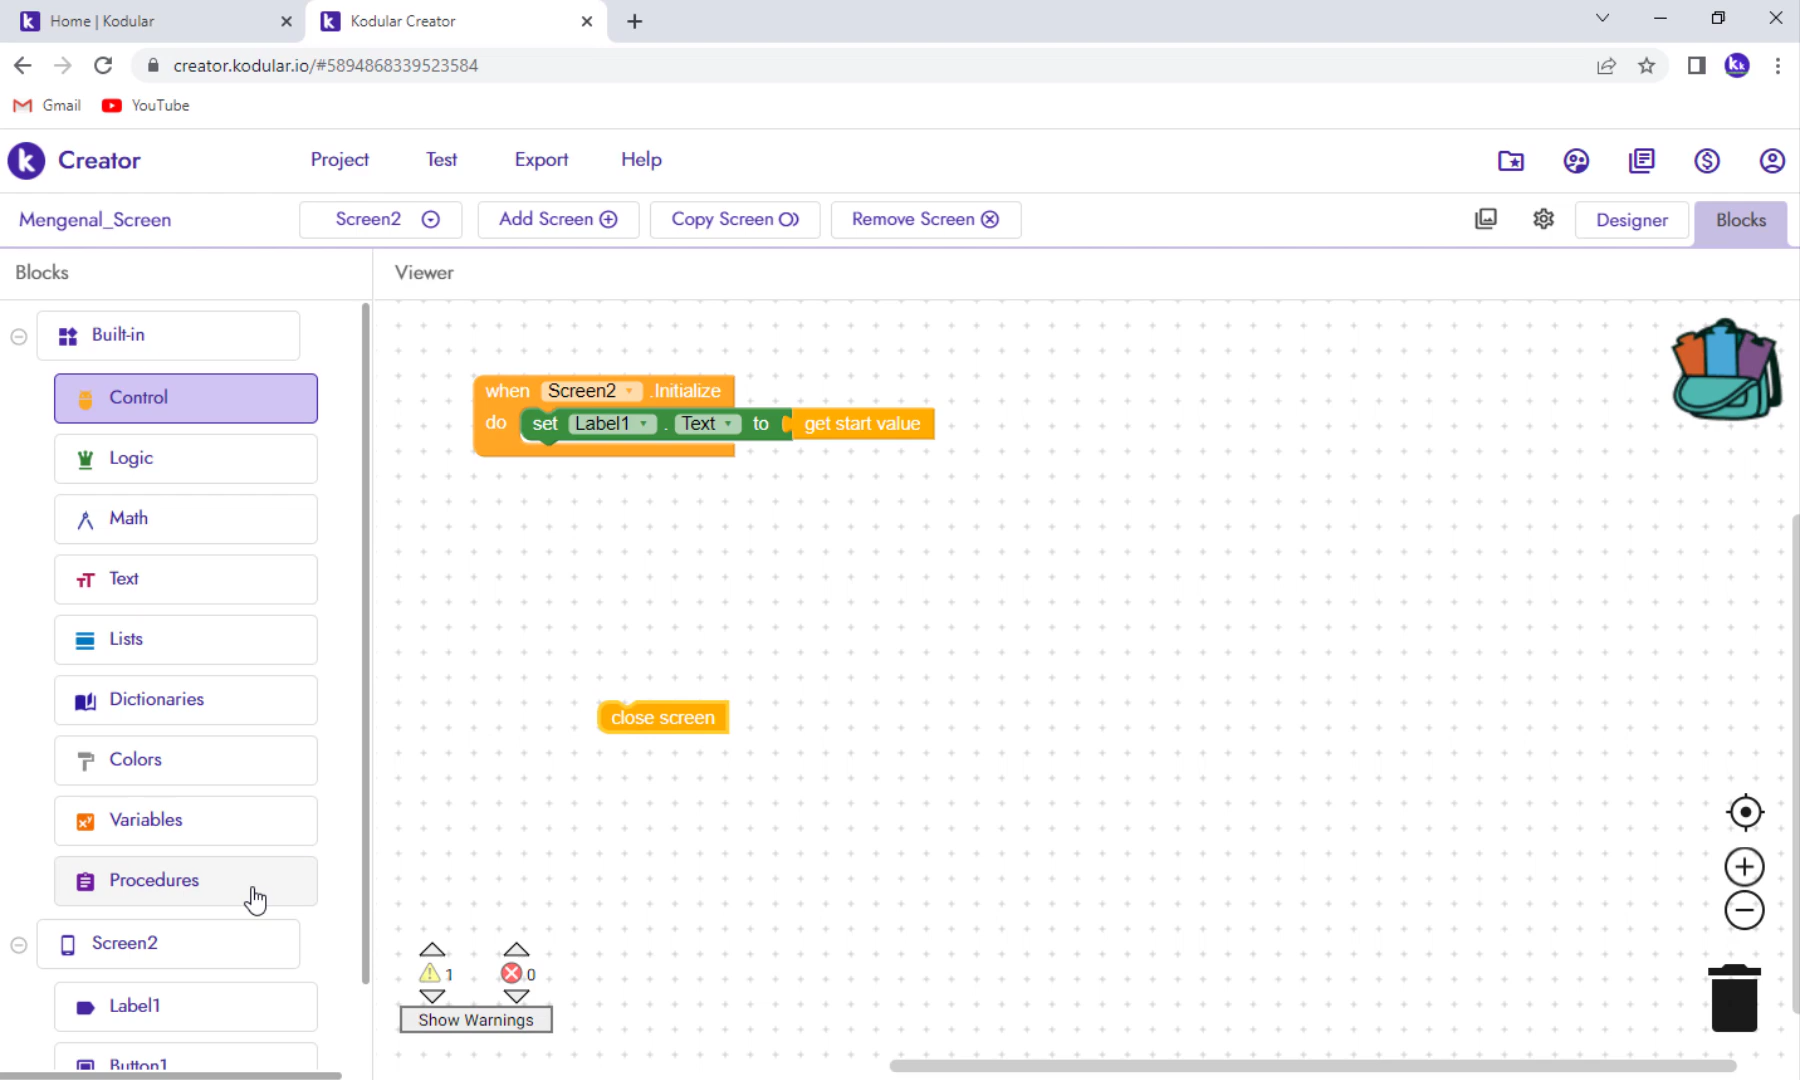 Home | Kodular
Kodular Creator
creator.kodular.io/#5894868339523584
Gmail
YouTube
Creator
Project
Test
Export
Help
Mengenal_Screen
Screen2
Add Screen
Copy Screen
Remove Screen
Designer
Blocks
Blocks
Viewer
Built-in
Control
Logic
Math
Text
Lists
Dictionaries
Colors
Variables
Procedures
Screen2
Label1
Button1
when Screen2 .Initialize
do set Label1 . Text to get start value
close screen
1
0
Show Warnings